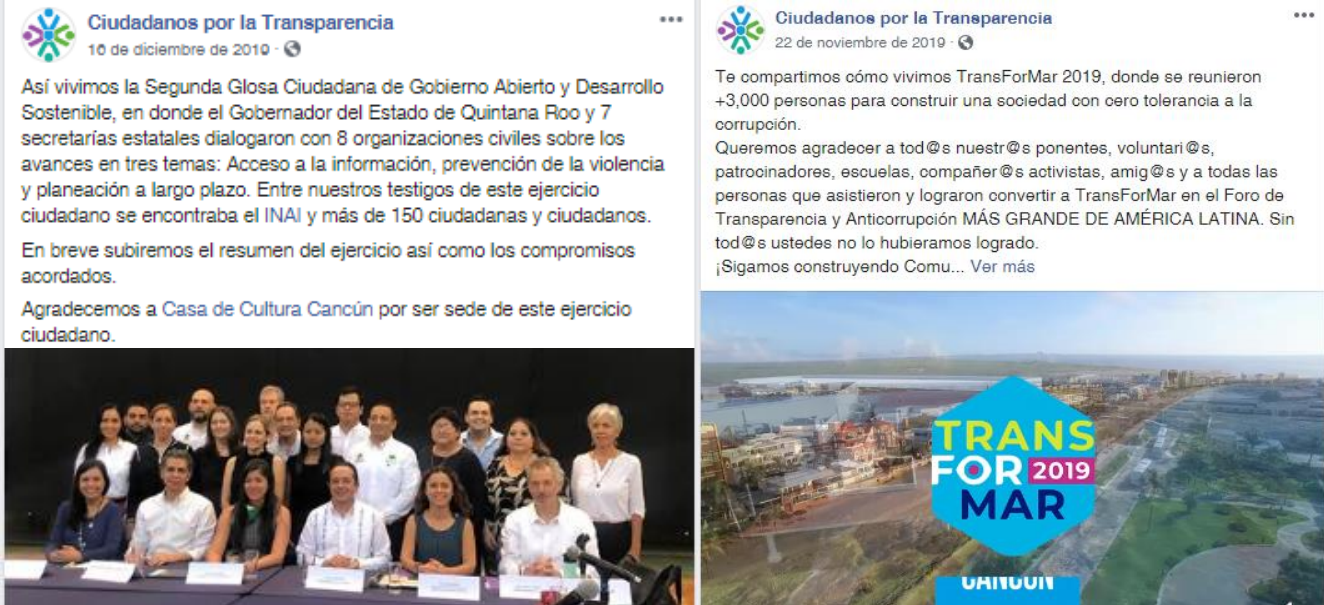 Ciudadanos por la Transparencia
16 de diciembre de 2019 ·
Así vivimos la Segunda Glosa Ciudadana de Gobierno Abierto y Desarrollo
Sostenible, en donde el Gobernador del Estado de Quintana Roo y 7
secretarías estatales dialogaron con 8 organizaciones civiles sobre los
avances en tres temas: Acceso a la información, prevención de la violencia
y planeación a largo plazo. Entre nuestros testigos de este ejercicio
ciudadano se encontraba el INAI y más de 150 ciudadanas y ciudadanos.
En breve subiremos el resumen del ejercicio así como los compromisos
acordados.
Agradecemos a Casa de Cultura Cancún por ser sede de este ejercicio
ciudadano.
Ciudadanos por la Transparencia
22 de noviembre de 2019 ·
Te compartimos cómo vivimos TransForMar 2019, donde se reunieron
+3,000 personas para construir una sociedad con cero tolerancia a la
corrupción.
Queremos agradecer a tod@s nuestr@s ponentes, voluntari@s,
patrocinadores, escuelas, compañer@s activistas, amig@s y a todas las
personas que asistieron y lograron convertir a TransForMar en el Foro de
Transparencia y Anticorrupción MÁS GRANDE DE AMÉRICA LATINA. Sin
tod@s ustedes no lo hubieramos logrado.
¡Sigamos construyendo Comu... Ver más
TRANS
FOR 2019
MAR
CANCÚN